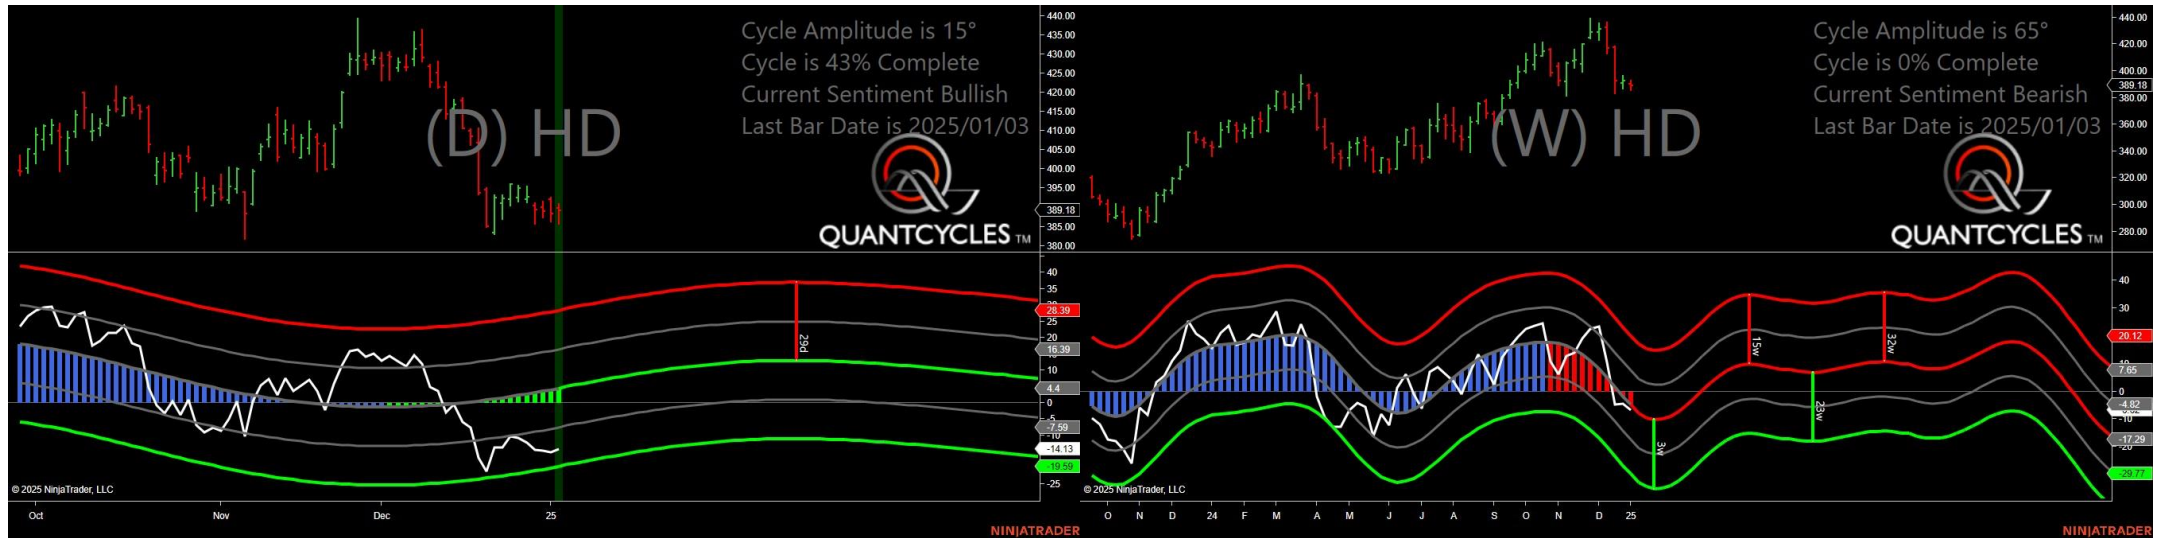 Cycle Amplitude is 15°
Cycle is 43% Complete
Current Sentiment Bullish
Last Bar Date is 2025/01/03
(D) HD
QUANTCYCLES TM
440.00
435.00
430.00
425.00
420.00
415.00
410.00
405.00
400.00
395.00
389.18
385.00
380.00
40
35
28.39
25
20
16.39
10
4.4
0
-5
-7.59
-10
-14.13
-19.59
-25
29d
© 2025 NinjaTrader, LLC
Oct Nov Dec 25
NINJATRADER
Cycle Amplitude is 65°
Cycle is 0% Complete
Current Sentiment Bearish
Last Bar Date is 2025/01/03
(W) HD
QUANTCYCLES TM
440.00
420.00
400.00
389.18
380.00
360.00
340.00
320.00
300.00
280.00
40
30
20.12
7.65
0
-4.82
-17.29
-29.77
15w
32w
23w
3w
© 2025 NinjaTrader, LLC
O N D 24 F M A M J J A S O N D 25
NINJATRADER